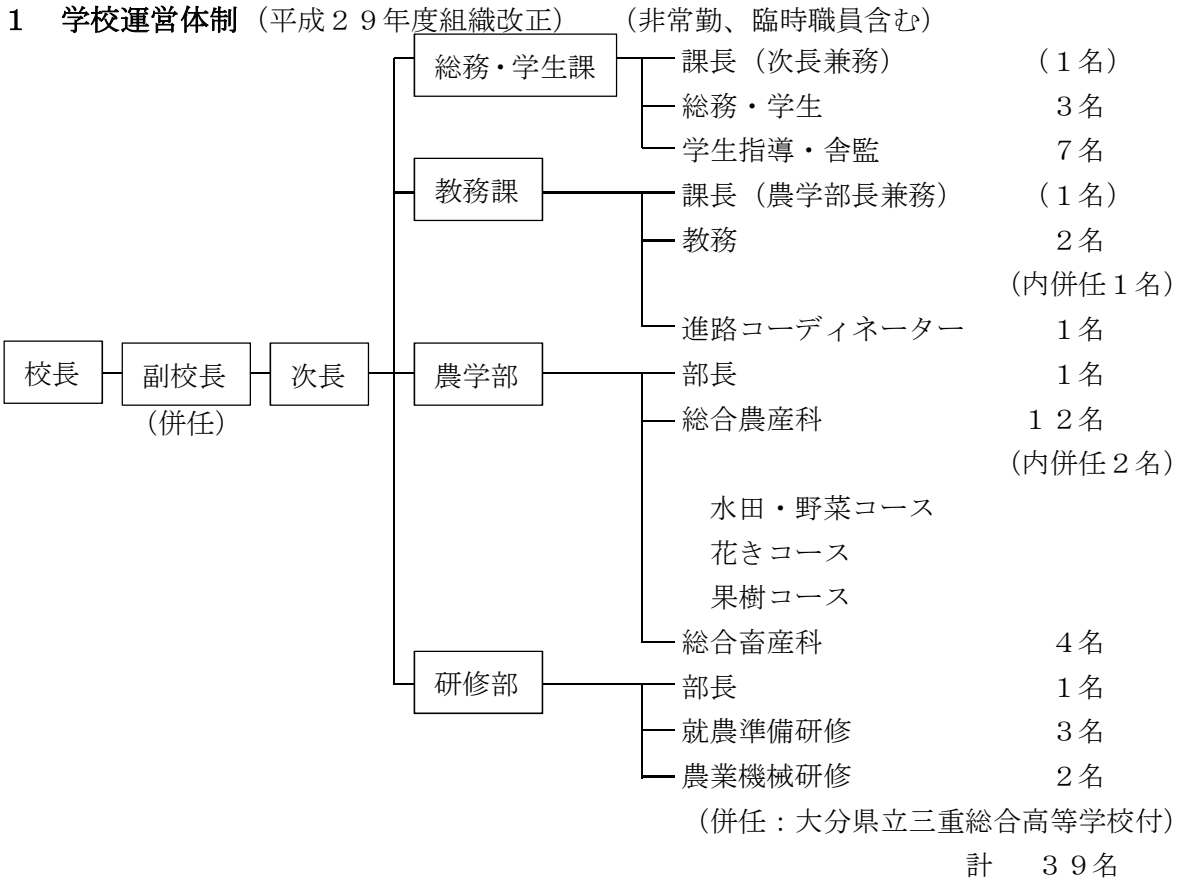 １　学校運営体制（平成２９年度組織改正）　（非常勤、臨時職員含む）
総務・学生課
課長（次長兼務）　（１名）
総務・学生　３名
学生指導・舎監　７名
教務課
課長（農学部長兼務）　（１名）
教務　２名
（内併任１名）
進路コーディネーター　１名
校長
副校長
（併任）
次長
農学部
部長　１名
総合農産科　１２名
（内併任２名）
水田・野菜コース
花きコース
果樹コース
総合畜産科　４名
研修部
部長　１名
就農準備研修　３名
農業機械研修　２名
（併任：大分県立三重総合高等学校付）
計　３９名